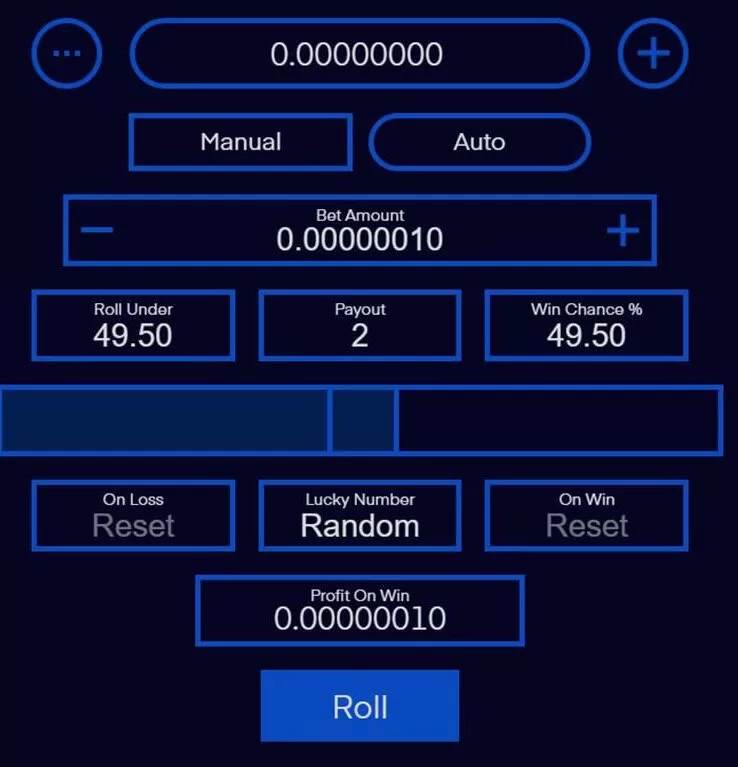 ...
0.00000000
+
Manual
Auto
Bet Amount
− 0.00000010 +
Roll Under
49.50
Payout
2
Win Chance %
49.50
On Loss
Reset
Lucky Number
Random
On Win
Reset
Profit On Win
0.00000010
Roll